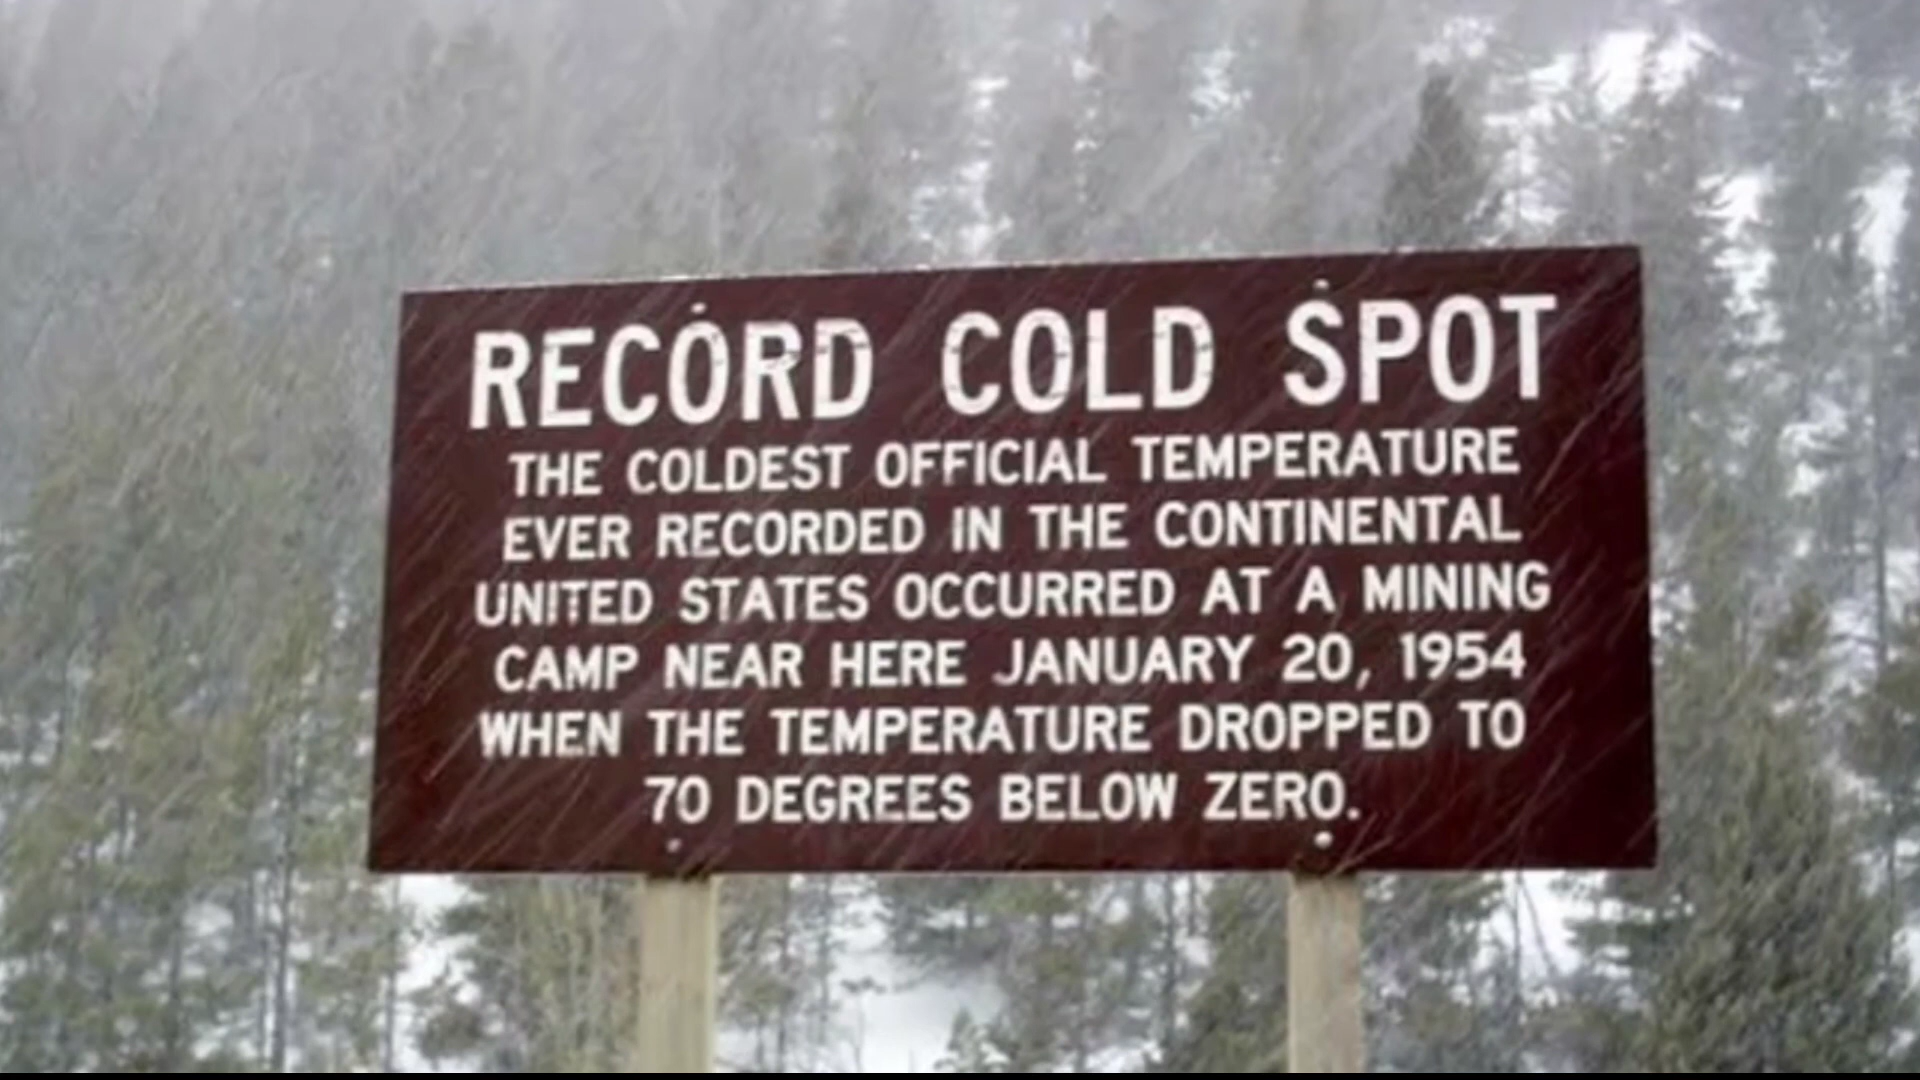 RECORD COLD SPOT
THE COLDEST OFFICIAL TEMPERATURE
EVER RECORDED IN THE CONTINENTAL
UNITED STATES OCCURRED AT A MINING
CAMP NEAR HERE JANUARY 20, 1954
WHEN THE TEMPERATURE DROPPED TO
70 DEGREES BELOW ZERO.